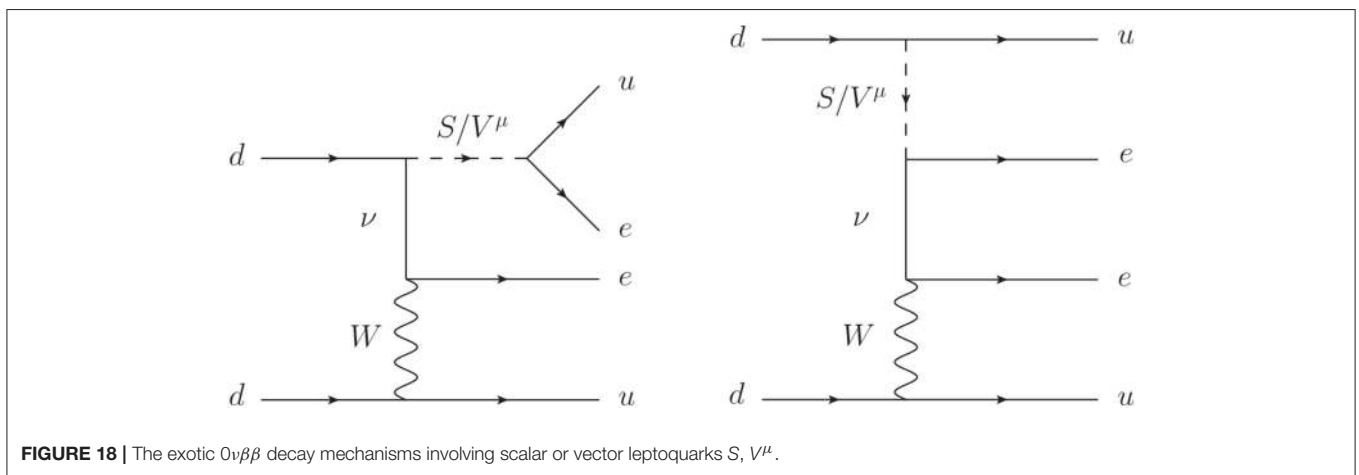 d
ν
S/V^μ
u
e
e
W
d
u
d
u
S/V^μ
e
ν
e
W
d
u
FIGURE 18 | The exotic 0νββ decay mechanisms involving scalar or vector leptoquarks S, V^μ.